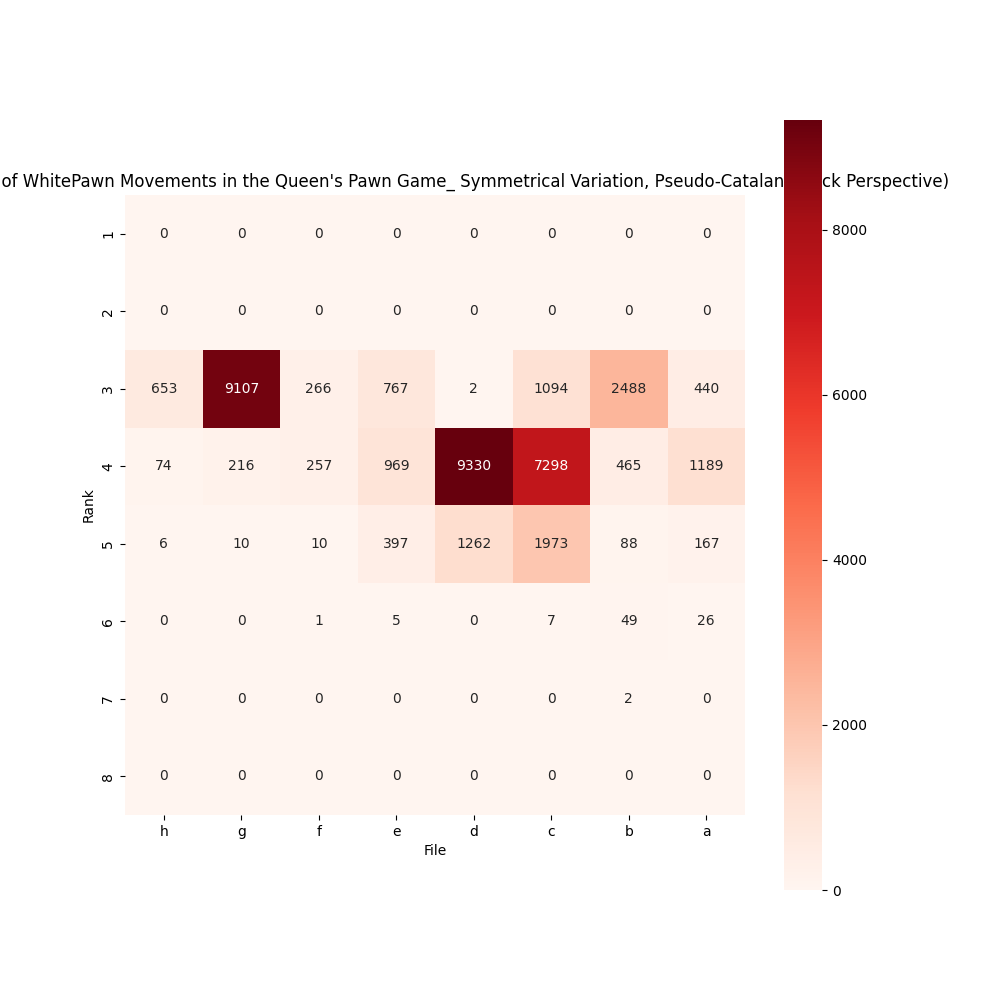 of WhitePawn Movements in the Queen's Pawn Game_ Symmetrical Variation, Pseudo-Catalan ck Perspective)
1 0 0 0 0 0 0 0 0
2 0 0 0 0 0 0 0 0
3 653 9107 266 767 2 1094 2488 440
4 74 216 257 969 9330 7298 465 1189
5 6 10 10 397 1262 1973 88 167
6 0 0 1 5 0 7 49 26
7 0 0 0 0 0 0 2 0
8 0 0 0 0 0 0 0 0
h g f e d c b a
File
Rank
8000
6000
4000
2000
0